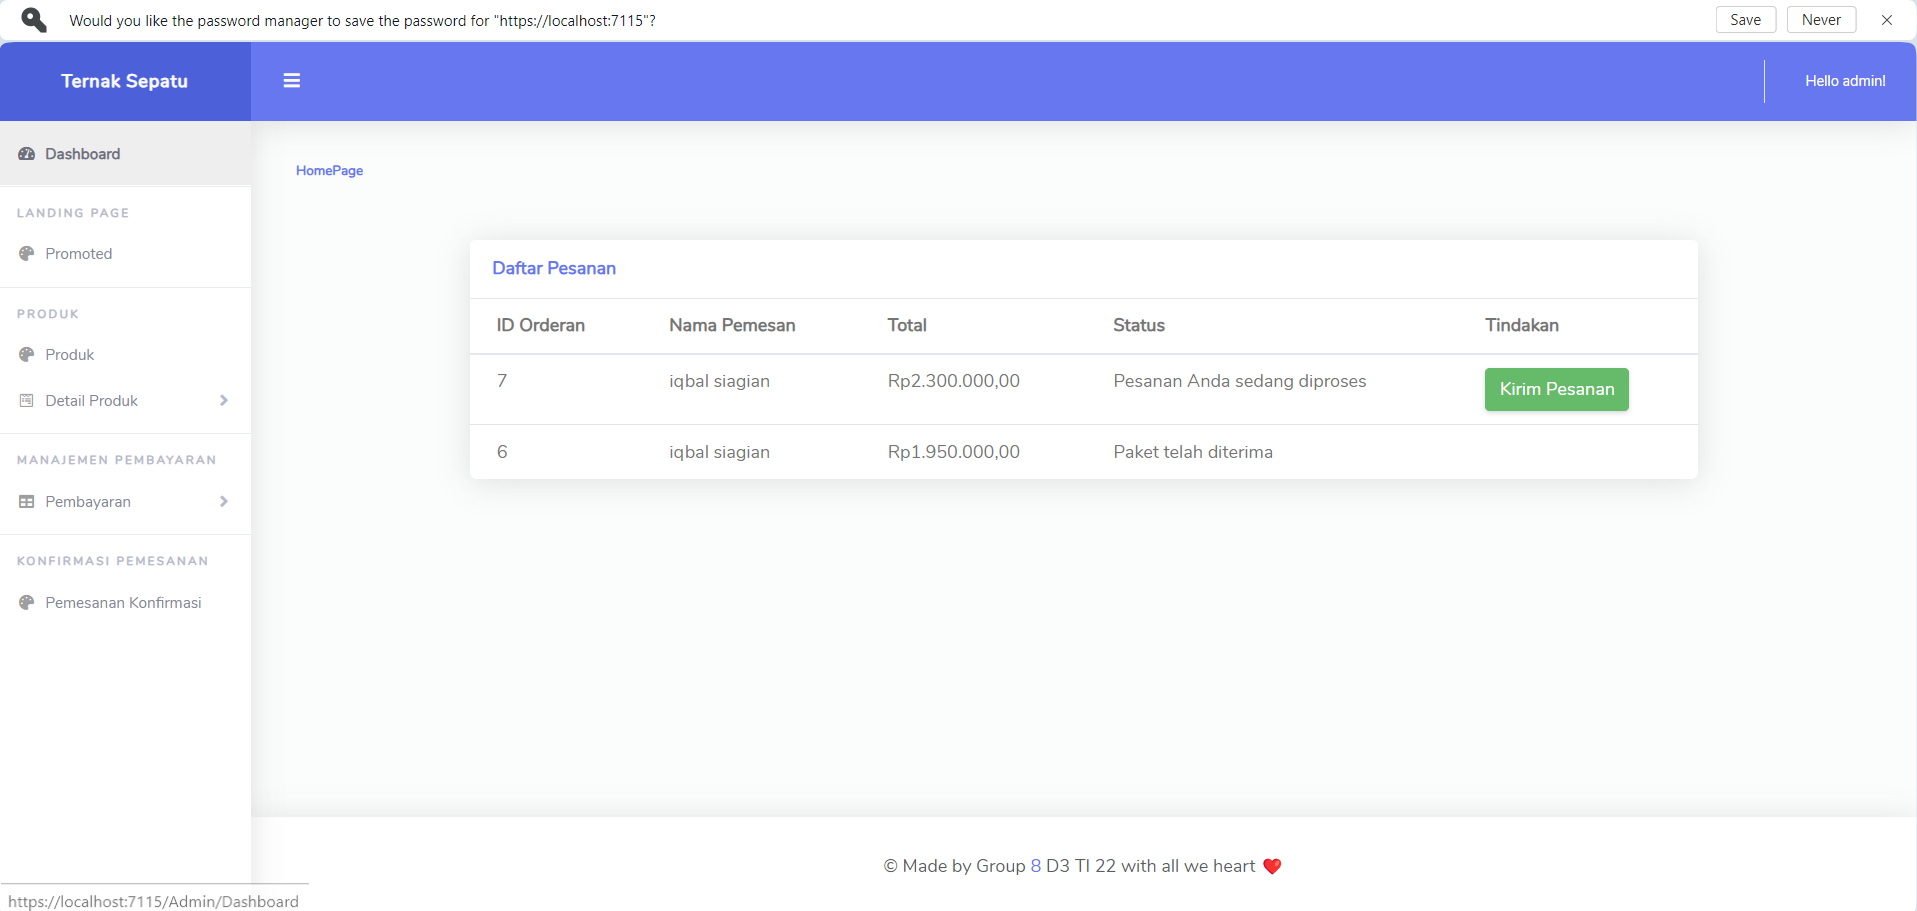 Would you like the password manager to save the password for "https://localhost:7115"?
Save
Never
Ternak Sepatu
Hello admin!
Dashboard
LANDING PAGE
Promoted
PRODUK
Produk
Detail Produk
MANAJEMEN PEMBAYARAN
Pembayaran
KONFIRMASI PEMESANAN
Pemesanan Konfirmasi
HomePage
Daftar Pesanan
ID Orderan Nama Pemesan Total Status Tindakan
7 iqbal siagian Rp2.300.000,00 Pesanan Anda sedang diproses Kirim Pesanan
6 iqbal siagian Rp1.950.000,00 Paket telah diterima
© Made by Group 8 D3 TI 22 with all we heart ❤️
https://localhost:7115/Admin/Dashboard